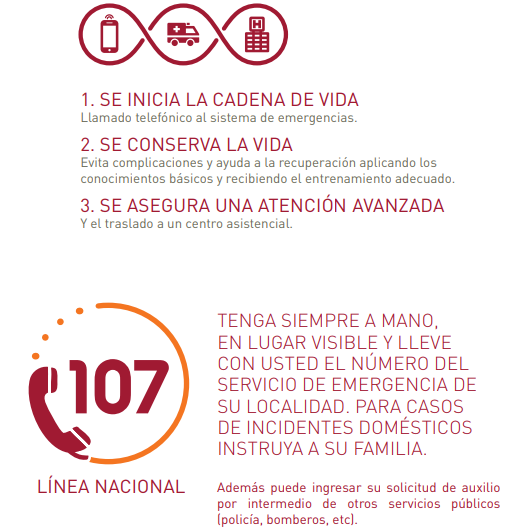 H
1. SE INICIA LA CADENA DE VIDA
Llamado telefónico al sistema de emergencias.
2. SE CONSERVA LA VIDA
Evita complicaciones y ayuda a la recuperación aplicando los
conocimientos básicos y recibiendo el entrenamiento adecuado.
3. SE ASEGURA UNA ATENCIÓN AVANZADA
Y el traslado a un centro asistencial.
107
LÍNEA NACIONAL
TENGA SIEMPRE A MANO,
EN LUGAR VISIBLE Y LLEVE
CON USTED EL NÚMERO DEL
SERVICIO DE EMERGENCIA DE
SU LOCALIDAD. PARA CASOS
DE INCIDENTES DOMÉSTICOS
INSTRUYA A SU FAMILIA.
Además puede ingresar su solicitud de auxilio
por intermedio de otros servicios públicos
(policía, bomberos, etc).